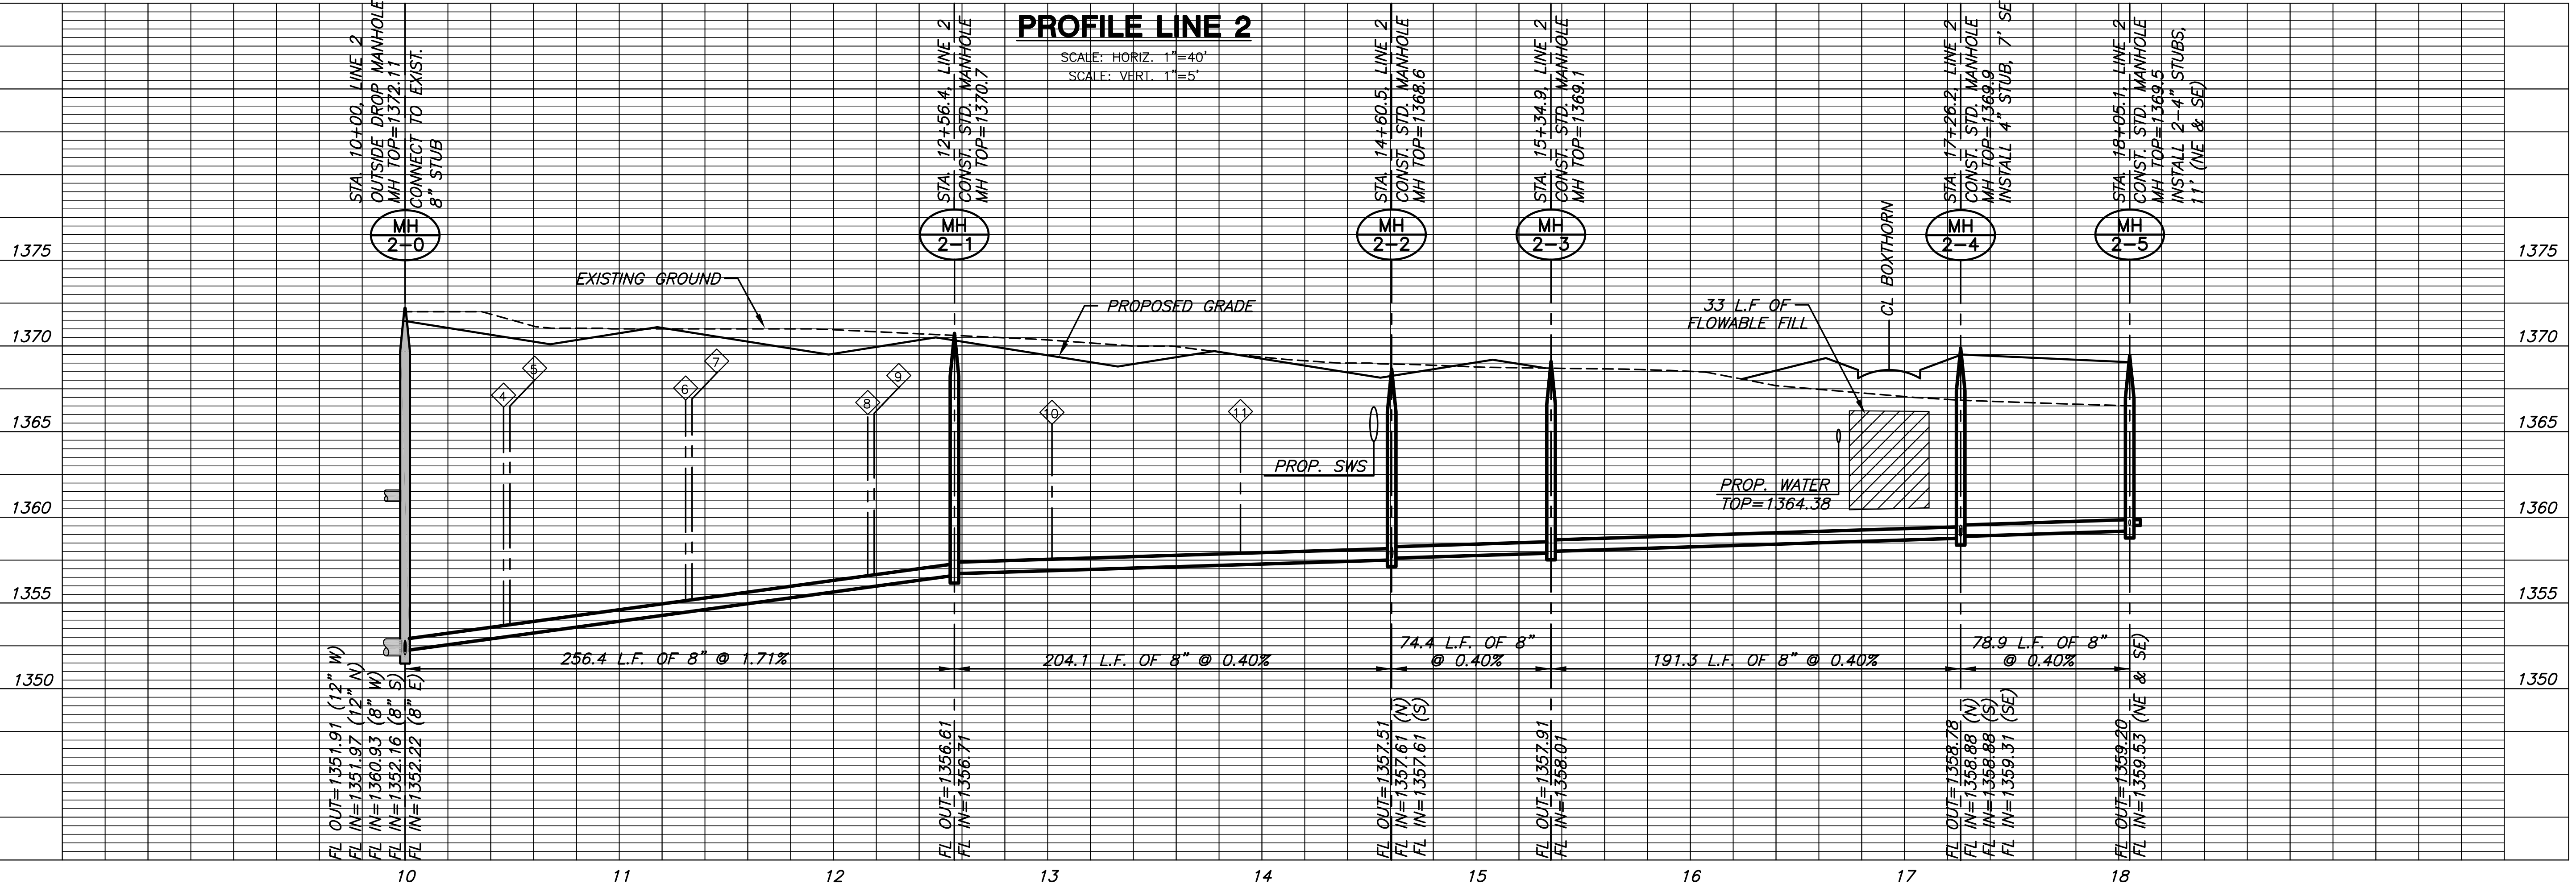 PROFILE LINE 2
SCALE: HORIZ. 1"=40'
SCALE: VERT. 1"=5'
STA. 10+00, LINE 2
OUTSIDE DROP MANHOLE
MH TOP=1372.11
CONNECT TO EXIST.
8" STUB
STA. 12+56.4, LINE 2
CONST. STD. MANHOLE
MH TOP=1370.7
STA. 14+60.5, LINE 2
CONST. STD. MANHOLE
MH TOP=1368.6
STA. 15+34.9, LINE 2
CONST. STD. MANHOLE
MH TOP=1369.1
STA. 17+26.2, LINE 2
CONST. STD. MANHOLE
MH TOP=1369.9
INSTALL 4" STUB, 7' SE
STA. 18+05.1, LINE 2
CONST. STD. MANHOLE
MH TOP=1369.5
INSTALL 2-4" STUBS,
11' (NE & SE)
MH
2-0
MH
2-1
MH
2-2
MH
2-3
MH
2-4
MH
2-5
1375
1375
EXISTING GROUND
PROPOSED GRADE
33 L.F OF
FLOWABLE FILL
CL BOXTHORN
1370
1370
4
5
6
7
8
9
10
11
1365
1365
PROP. SWS
PROP. WATER
TOP=1364.38
1360
1360
1355
1355
256.4 L.F. OF 8" @ 1.71%
204.1 L.F. OF 8" @ 0.40%
74.4 L.F. OF 8"
@ 0.40%
191.3 L.F. OF 8" @ 0.40%
78.9 L.F. OF 8"
@ 0.40%
1350
1350
FL OUT=1351.91 (12" W)
FL IN=1351.97 (12" N)
FL IN=1360.93 (8" W)
FL IN=1352.16 (8" S)
FL IN=1352.22 (8" E)
FL OUT=1356.61
FL IN=1356.71
FL OUT=1357.51
FL IN=1357.61 (N)
FL IN=1357.61 (S)
FL OUT=1357.91
FL IN=1358.01
FL OUT=1358.78
FL IN=1358.88 (N)
FL IN=1358.88 (S)
FL IN=1359.31 (SE)
FL OUT=1359.20
FL IN=1359.53 (NE & SE)
10
11
12
13
14
15
16
17
18